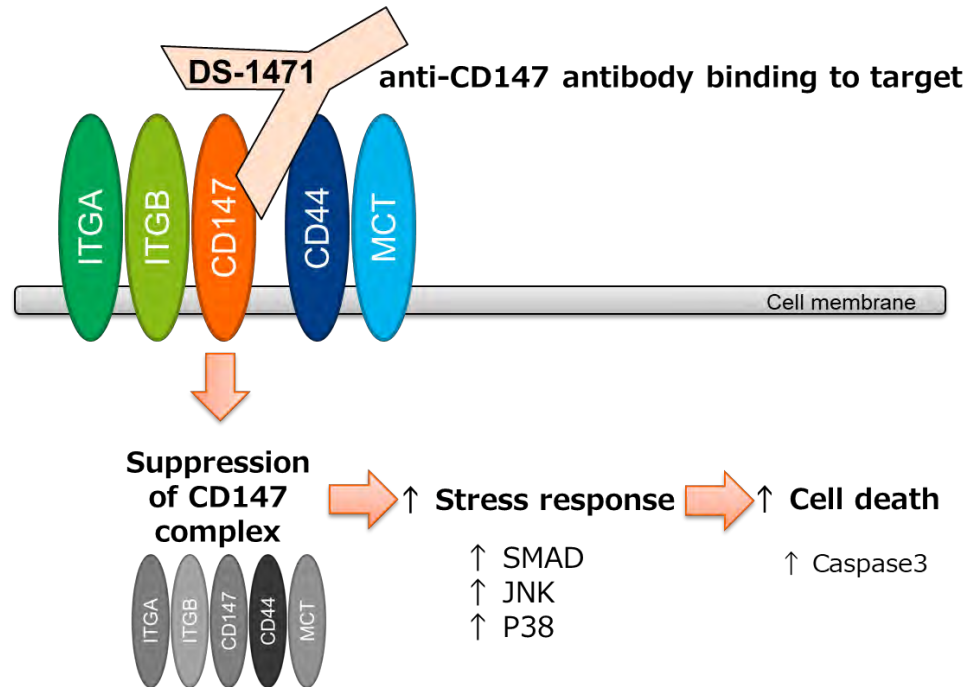 DS-1471
anti-CD147 antibody binding to target
ITGA
ITGB
CD147
CD44
MCT
Cell membrane
Suppression
of CD147
complex
↑ Stress response
↑ Cell death
↑ SMAD
↑ JNK
↑ P38
↑ Caspase3
ITGA
ITGB
CD147
CD44
MCT